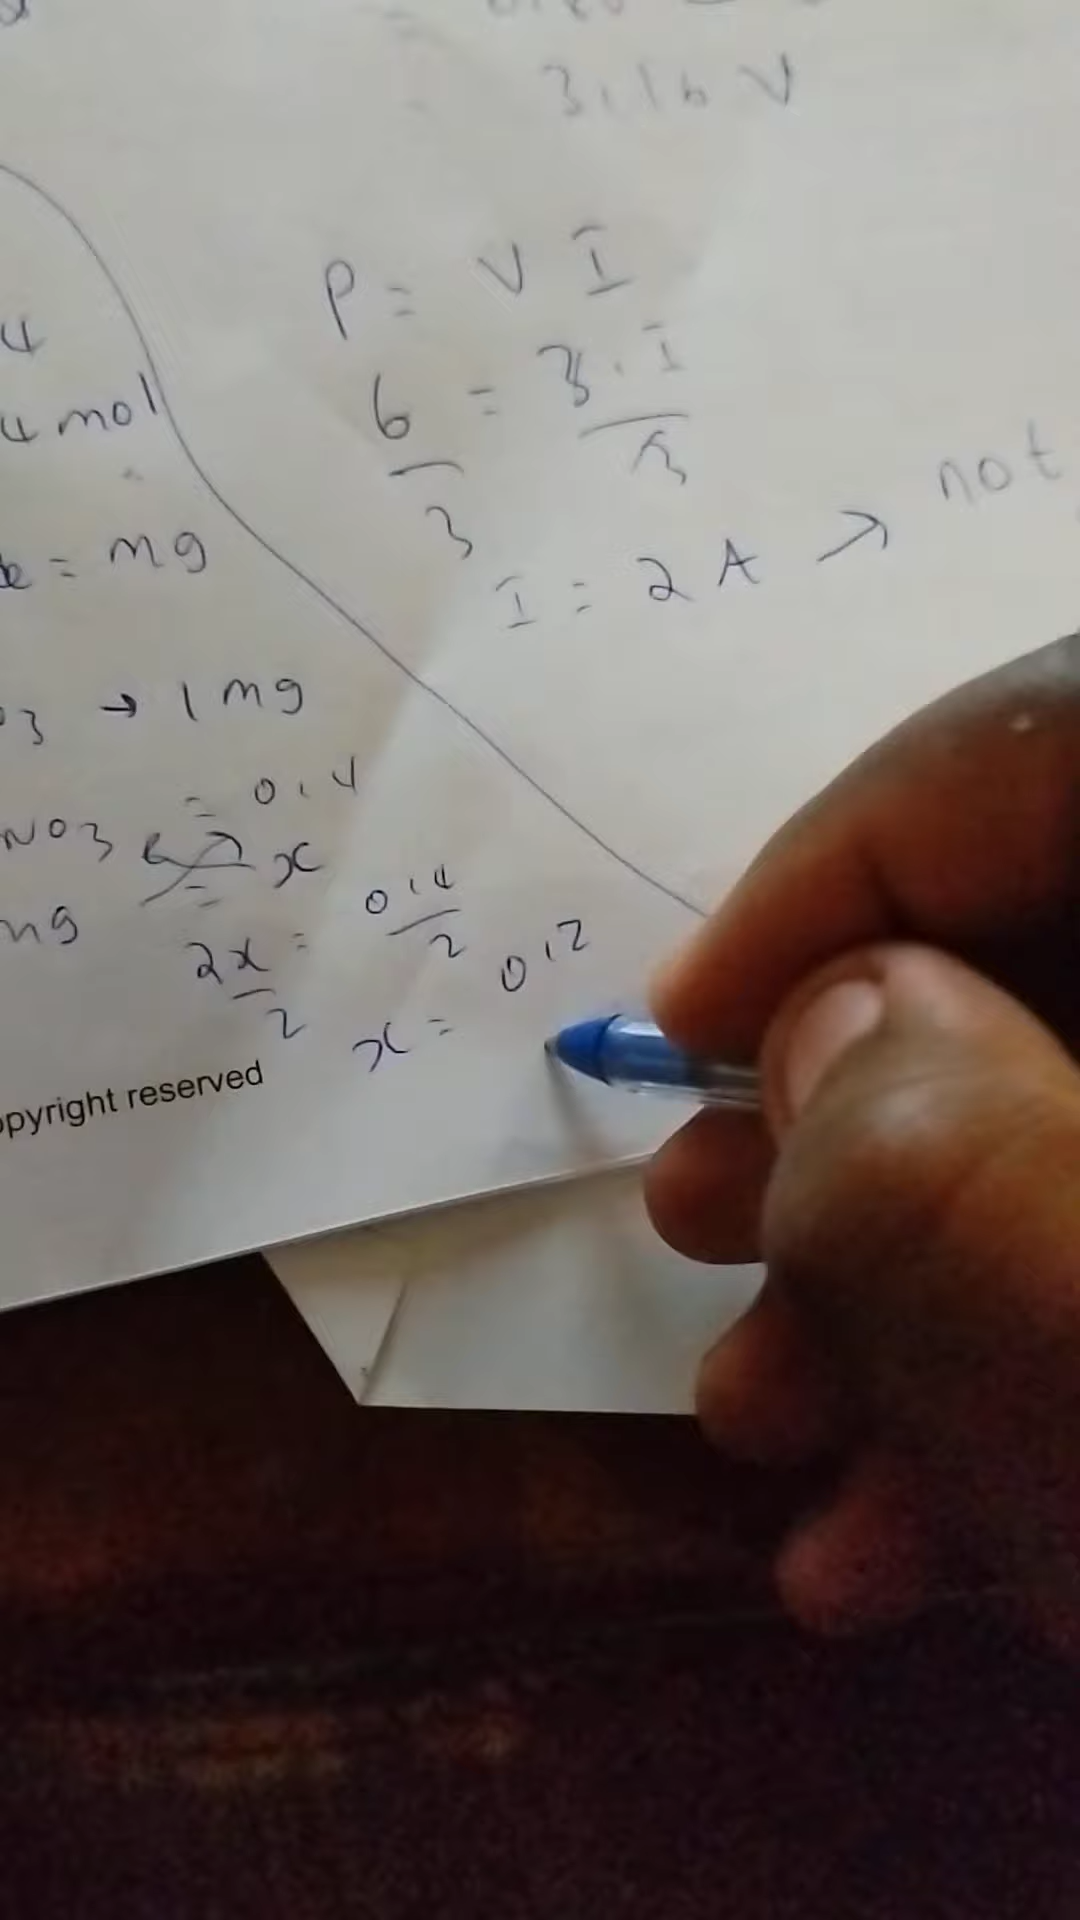 3,16 V
P = V I
6 = 3.I
3 3
I = 2 A → not
4
4 mol
= mg
O3 → 1 mg
NO3 = 0,4
mg = x
2x = 0,4
2 2
x = 0,2
opyright reserved